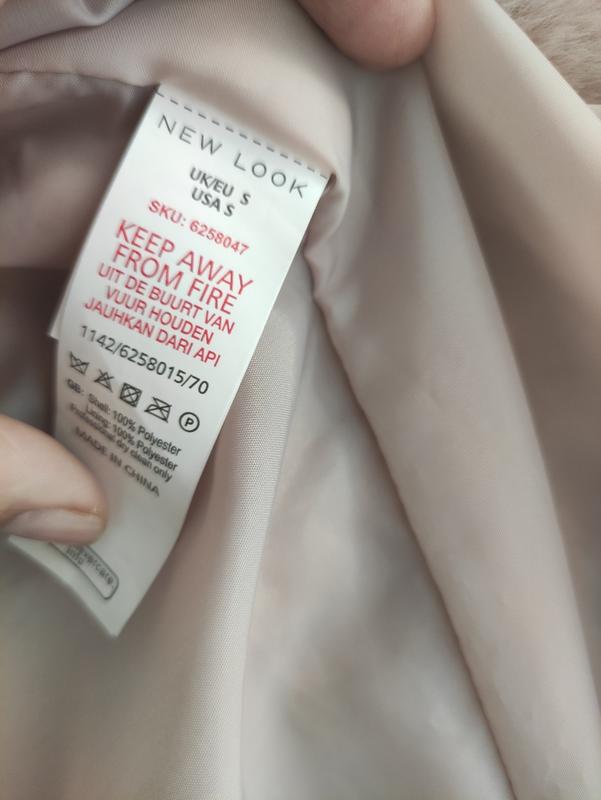 NEW LOOK
UK/EU S
USA S
SKU: 6258047
KEEP AWAY
FROM FIRE
UIT DE BUURT VAN
VUUR HOUDEN
JAUHKAN DARI API
1142/6258015/70
P
GB: Shell: 100% Polyester
Lining: 100% Polyester
Professional dry clean only
MADE IN CHINA